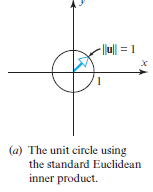 y
||u|| = 1
x
1
(a) The unit circle using
the standard Euclidean
inner product.